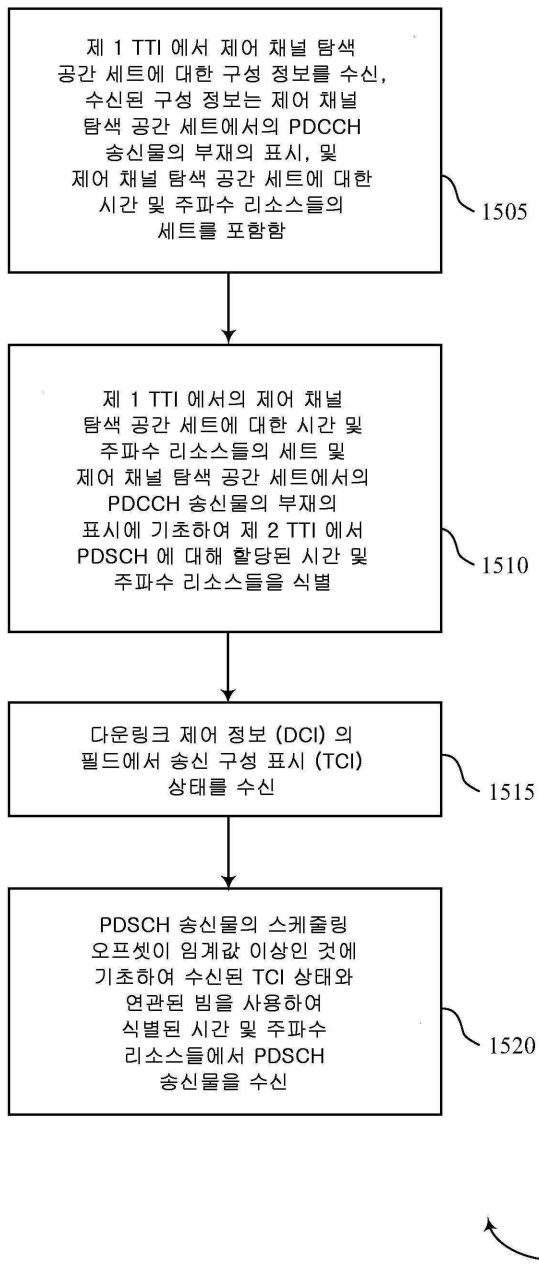 제 1 TTI 에서 제어 채널 탐색
공간 세트에 대한 구성 정보를 수신,
수신된 구성 정보는 제어 채널
탐색 공간 세트에서의 PDCCH
송신물의 부재의 표시, 및
제어 채널 탐색 공간 세트에 대한
시간 및 주파수 리소스들의
세트를 포함함
1505
제 1 TTI 에서의 제어 채널
탐색 공간 세트에 대한 시간 및
주파수 리소스들의 세트 및
제어 채널 탐색 공간 세트에서의
PDCCH 송신물의 부재의
표시에 기초하여 제 2 TTI 에서
PDSCH 에 대해 할당된 시간 및
주파수 리소스들을 식별
1510
다운링크 제어 정보 (DCI) 의
필드에서 송신 구성 표시 (TCI)
상태를 수신
1515
PDSCH 송신물의 스케줄링
오프셋이 임계값 이상인 것에
기초하여 수신된 TCI 상태와
연관된 빔을 사용하여
식별된 시간 및 주파수
리소스들에서 PDSCH
송신물을 수신
1520